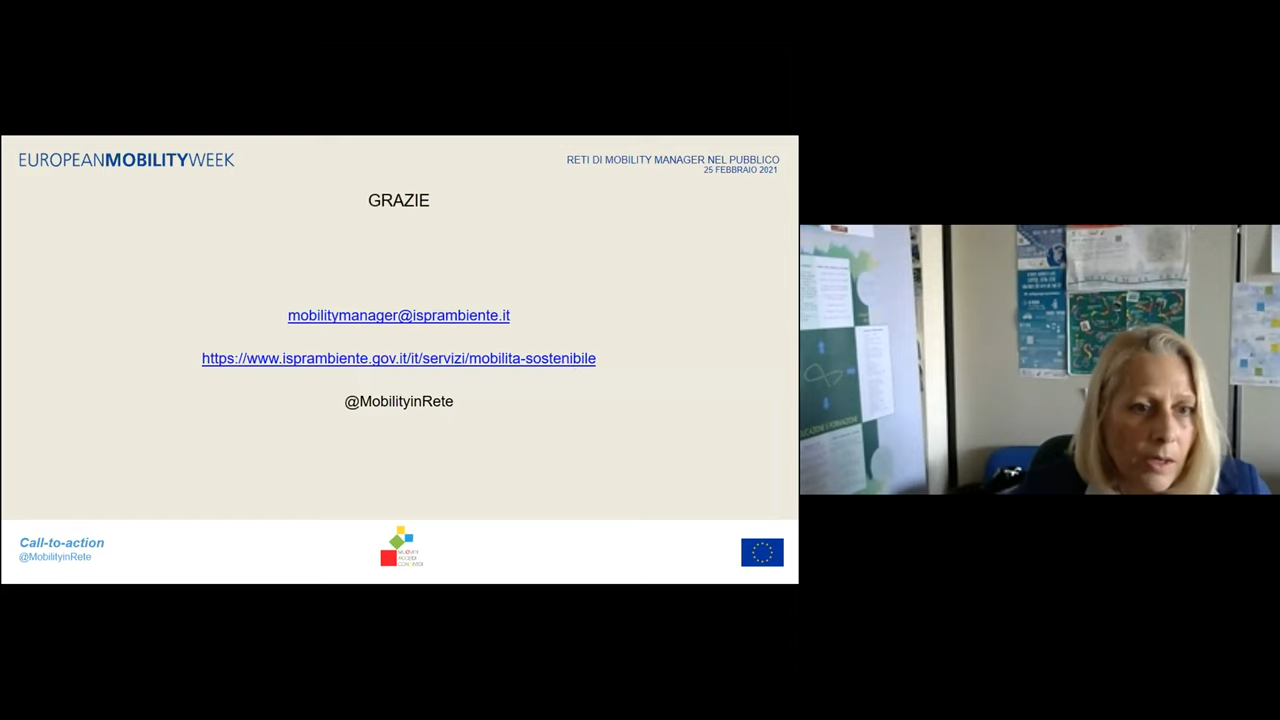 EUROPEANMOBILITYWEEK
RETI DI MOBILITY MANAGER NEL PUBBLICO
25 FEBBRAIO 2021
GRAZIE
mobilitymanager@isprambiente.it
https://www.isprambiente.gov.it/it/servizi/mobilita-sostenibile
@MobilityinRete
Call-to-action
@MobilityinRete